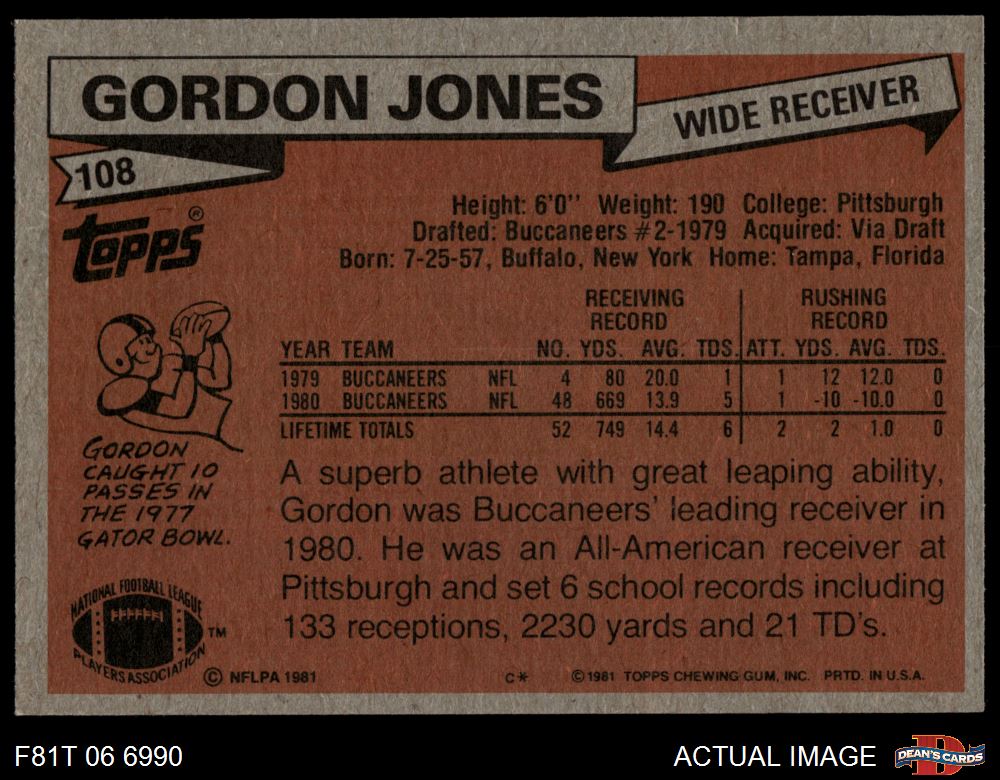 GORDON JONES
WIDE RECEIVER
108
TOPPS®
Height: 6'0" Weight: 190 College: Pittsburgh
Drafted: Buccaneers #2-1979 Acquired: Via Draft
Born: 7-25-57, Buffalo, New York Home: Tampa, Florida
RECEIVING RECORD RUSHING RECORD
YEAR TEAM NO. YDS. AVG. TDS. ATT. YDS. AVG. TDS.
1979 BUCCANEERS NFL 4 80 20.0 1 1 12 12.0 0
1980 BUCCANEERS NFL 48 669 13.9 5 1 -10 -10.0 0
LIFETIME TOTALS 52 749 14.4 6 2 2 1.0 0
GORDON
CAUGHT 10
PASSES IN
THE 1977
GATOR BOWL.
A superb athlete with great leaping ability,
Gordon was Buccaneers' leading receiver in
1980. He was an All-American receiver at
Pittsburgh and set 6 school records including
133 receptions, 2230 yards and 21 TD's.
NATIONAL FOOTBALL LEAGUE
PLAYERS ASSOCIATION
TM
© NFLPA 1981 C* ©1981 TOPPS CHEWING GUM, INC. PRTD. IN U.S.A.
F81T 06 6990 ACTUAL IMAGE
D
DEAN'S CARDS